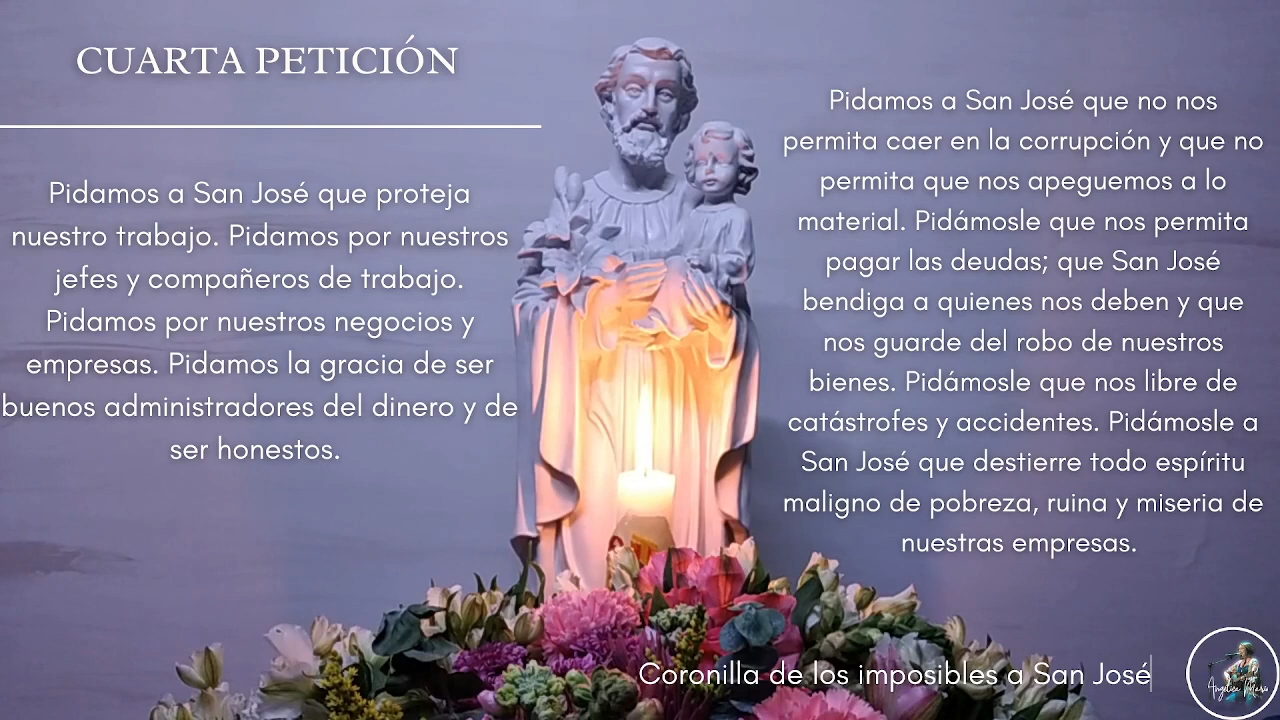 CUARTA PETICIÓN
Pidamos a San José que proteja
nuestro trabajo. Pidamos por nuestros
jefes y compañeros de trabajo.
Pidamos por nuestros negocios y
empresas. Pidamos la gracia de ser
buenos administradores del dinero y de
ser honestos.
Pidamos a San José que no nos
permita caer en la corrupción y que no
permita que nos apeguemos a lo
material. Pidámosle que nos permita
pagar las deudas; que San José
bendiga a quienes nos deben y que
nos guarde del robo de nuestros
bienes. Pidámosle que nos libre de
catástrofes y accidentes. Pidámosle a
San José que destierre todo espíritu
maligno de pobreza, ruina y miseria de
nuestras empresas.
Coronilla de los imposibles a San José
Angelica Maria